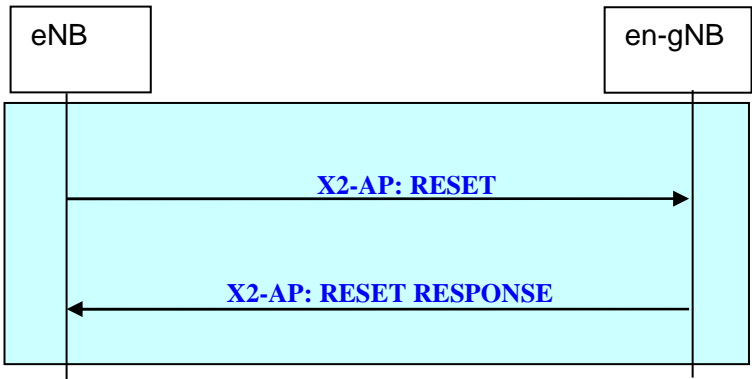 eNB
en-gNB
X2-AP: RESET
X2-AP: RESET RESPONSE